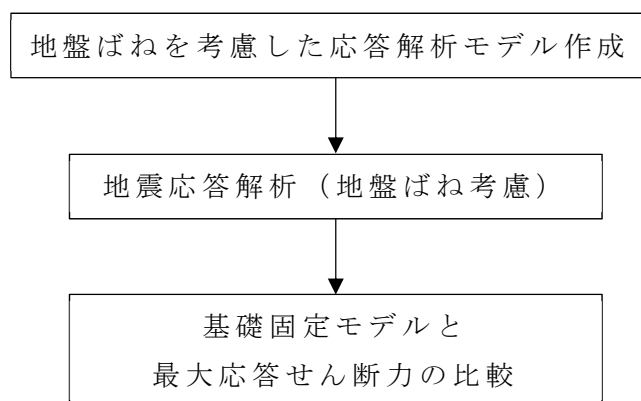 地盤ばねを考慮した応答解析モデル作成
地震応答解析（地盤ばね考慮）
基礎固定モデルと
最大応答せん断力の比較